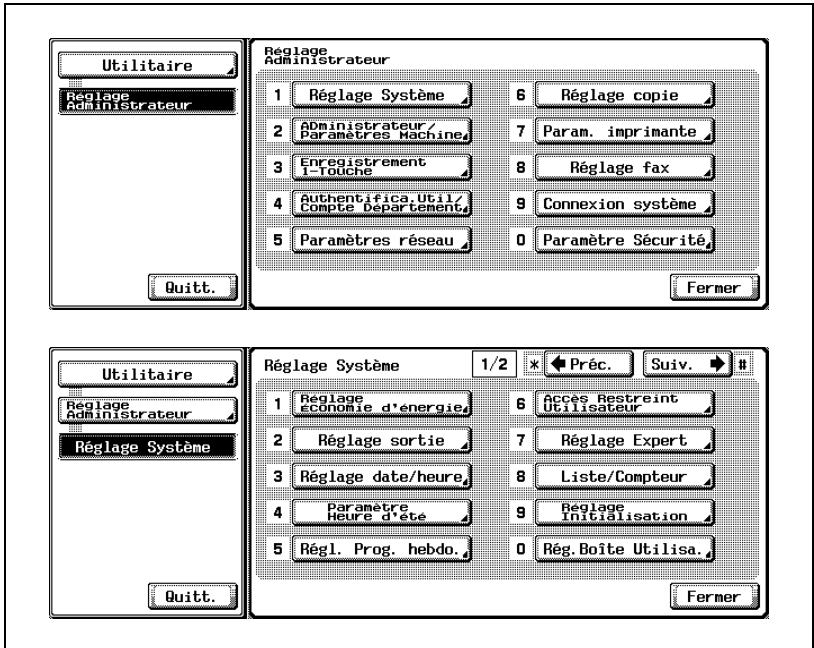 Utilitaire
Réglage
Administrateur
Quitt.
Réglage
Administrateur
1 Réglage Système
2 ADministrateur/
Paramètres Machine
3 Enregistrement
1-Touche
4 Authentifica.Util/
Compte Département
5 Paramètres réseau
6 Réglage copie
7 Param. imprimante
8 Réglage fax
9 Connexion système
0 Paramètre Sécurité
Fermer
Utilitaire
Réglage
Administrateur
Réglage Système
Quitt.
Réglage Système 1/2 * Préc. Suiv. #
1 Réglage
économie d'énergie
2 Réglage sortie
3 Réglage date/heure
4 Paramètre
Heure d'été
5 Régl. Prog. hebdo.
6 Accès Restreint
Utilisateur
7 Réglage Expert
8 Liste/Compteur
9 Réglage
Initialisation
0 Rég.Boîte Utilisa.
Fermer